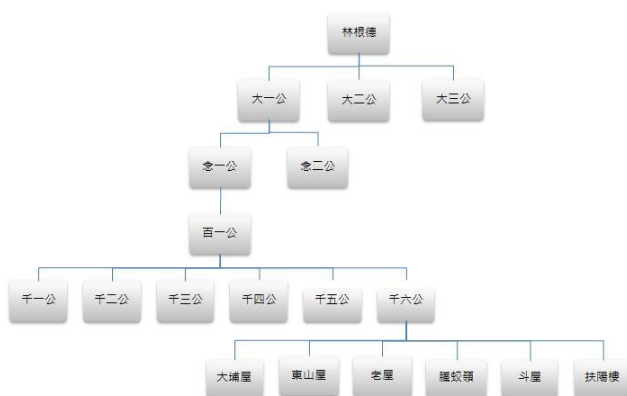 林根德
大一公 大二公 大三公
念一公 念二公
百一公
千一公 千二公 千三公 千四公 千五公 千六公
大埔屋 東山屋 老屋 騰蛟嶺 斗屋 扶陽樓